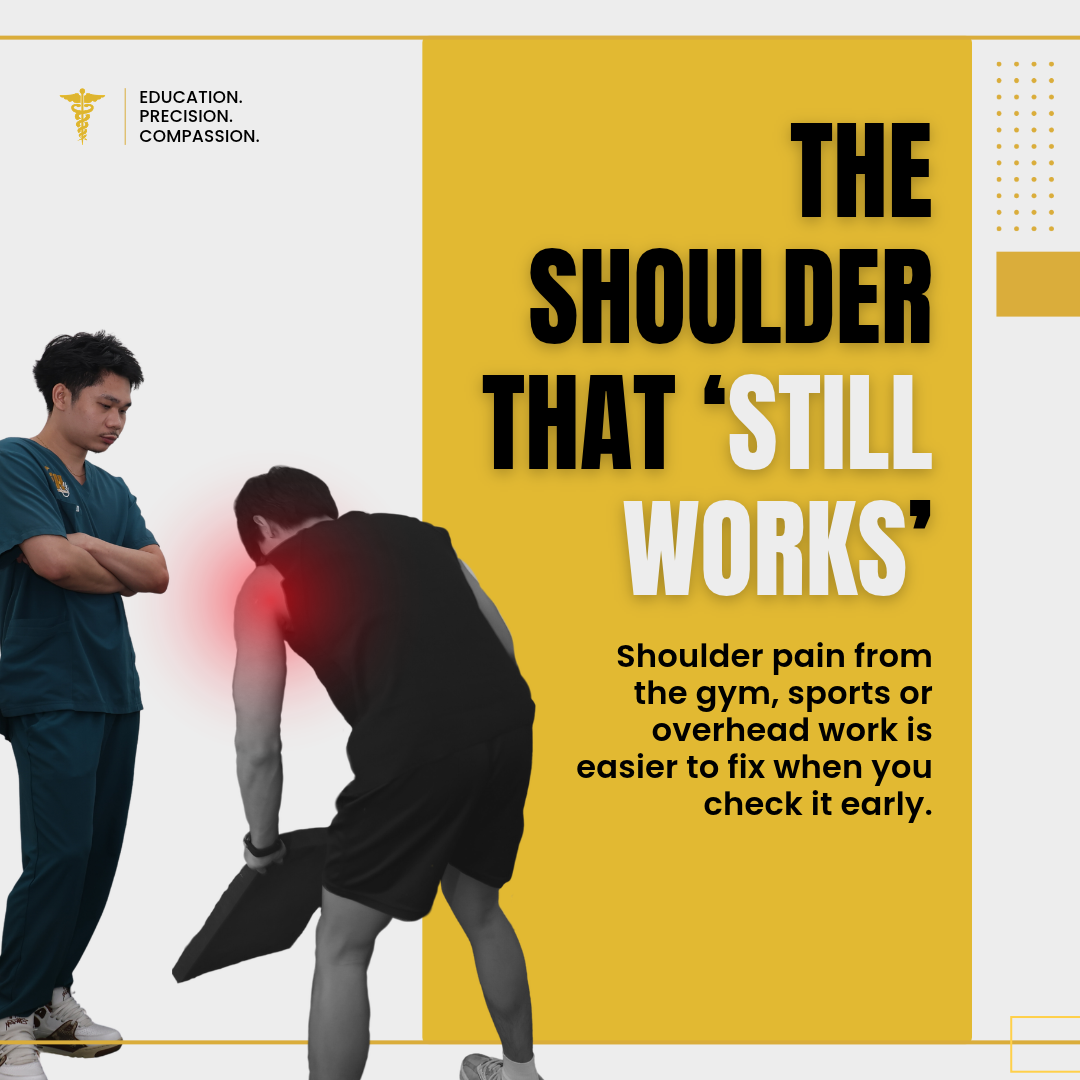 EDUCATION.
PRECISION.
COMPASSION.
THE
SHOULDER
THAT ‘STILL
WORKS’
Shoulder pain from
the gym, sports or
overhead work is
easier to fix when you
check it early.